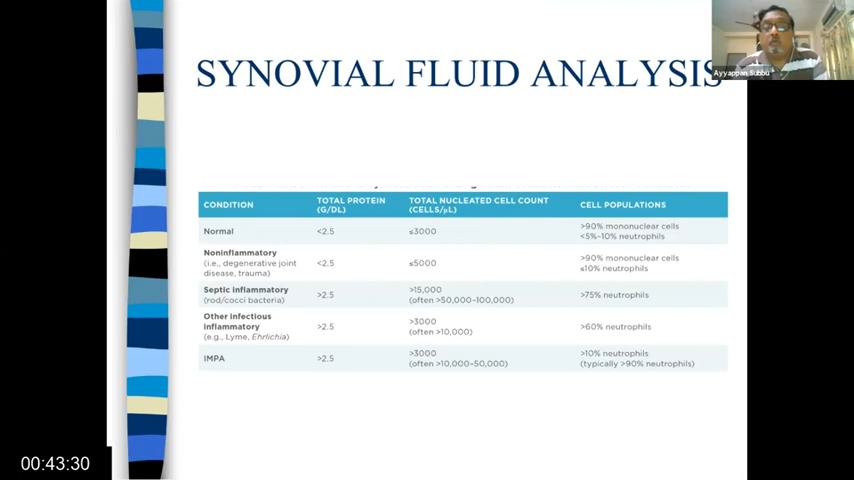 SYNOVIAL FLUID ANALYSIS
Ayyappan Subbu
CONDITION
TOTAL PROTEIN
(G/DL)
TOTAL NUCLEATED CELL COUNT
(CELLS/µL)
CELL POPULATIONS
Normal
<2.5
≤3000
>90% mononuclear cells
<5%–10% neutrophils
Noninflammatory
(i.e., degenerative joint
disease, trauma)
<2.5
≤5000
>90% mononuclear cells
≤10% neutrophils
Septic inflammatory
(rod/cocci bacteria)
>2.5
>15,000
(often >50,000–100,000)
>75% neutrophils
Other infectious
inflammatory
(e.g., Lyme, Ehrlichia)
>2.5
>3000
(often >10,000)
>60% neutrophils
IMPA
>2.5
>3000
(often >10,000–50,000)
>10% neutrophils
(typically >90% neutrophils)
00:43:30